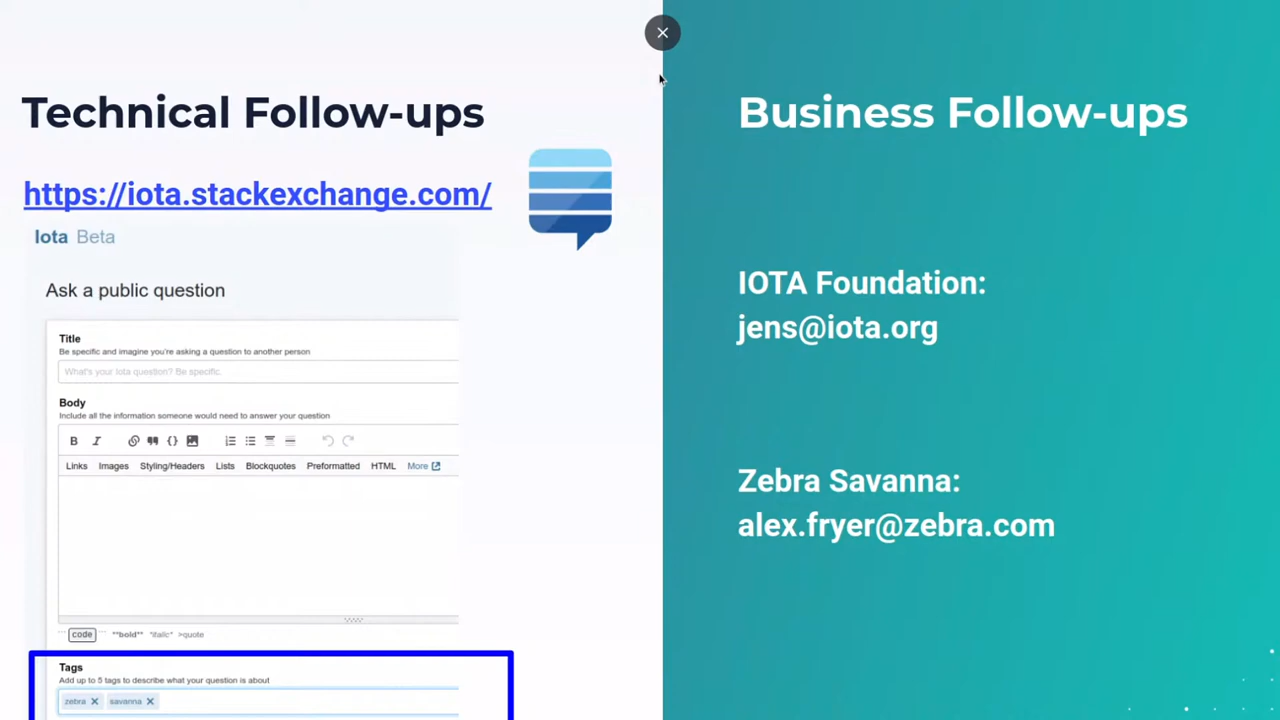 Technical Follow-ups
https://iota.stackexchange.com/
Iota Beta
Ask a public question
Title
Be specific and imagine you're asking a question to another person
What's your Iota question? Be specific.
Body
Include all the information someone would need to answer your question
B I
Links Images Styling/Headers Lists Blockquotes Preformatted HTML More
``` code ``` **bold** *italic* >quote
Tags
Add up to 5 tags to describe what your question is about
zebra savanna
Business Follow-ups
IOTA Foundation:
jens@iota.org
Zebra Savanna:
alex.fryer@zebra.com